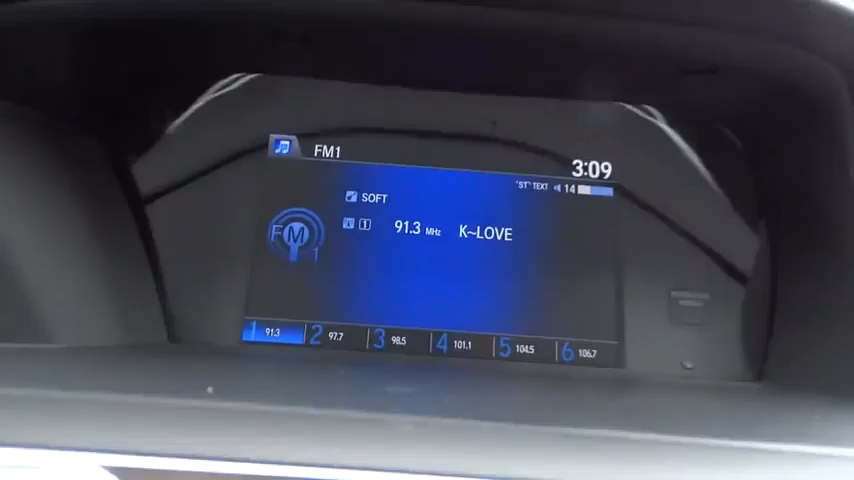 FM1
3:09
"ST" TEXT 14
SOFT
FM 1
1 91.3 MHz K~LOVE
1 91.3 2 97.7 3 98.5 4 101.1 5 104.5 6 106.7